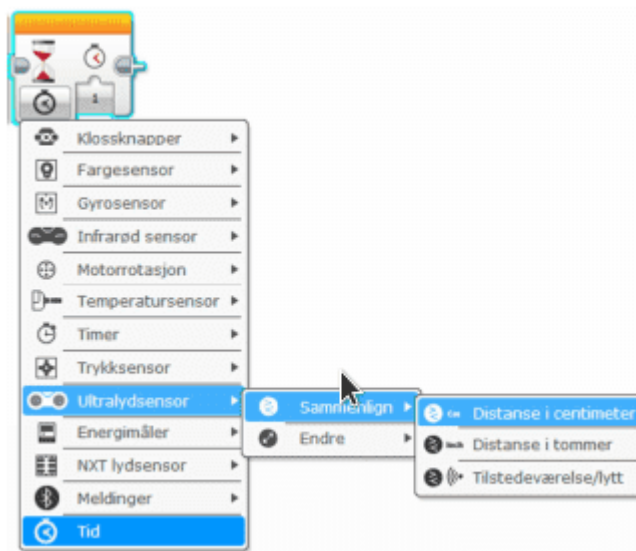 1
Klossknapper
Fargesensor
Gyrosensor
Infrarød sensor
Motorrotasjon
Temperatursensor
Timer
Trykksensor
Ultralydsensor
Energimåler
NXT lydsensor
Meldinger
Tid
Sammenlign
Endre
Distanse i centimeter
Distanse i tommer
Tilstedeværelse/lytt